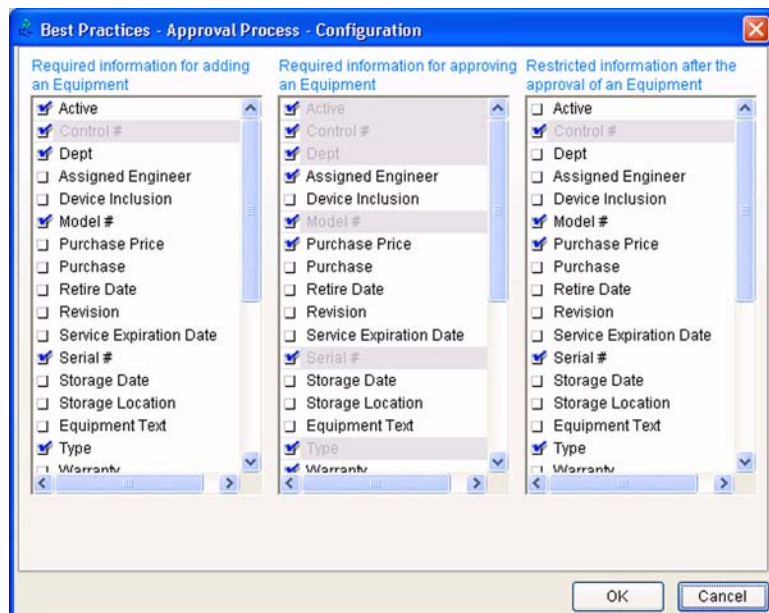 Best Practices - Approval Process - Configuration
Required information for adding
an Equipment
Active
Control #
Dept
Assigned Engineer
Device Inclusion
Model #
Purchase Price
Purchase
Retire Date
Revision
Service Expiration Date
Serial #
Storage Date
Storage Location
Equipment Text
Type
Warranty
Required information for approving
an Equipment
Active
Control #
Dept
Assigned Engineer
Device Inclusion
Model #
Purchase Price
Purchase
Retire Date
Revision
Service Expiration Date
Serial #
Storage Date
Storage Location
Equipment Text
Type
Warranty
Restricted information after the
approval of an Equipment
Active
Control #
Dept
Assigned Engineer
Device Inclusion
Model #
Purchase Price
Purchase
Retire Date
Revision
Service Expiration Date
Serial #
Storage Date
Storage Location
Equipment Text
Type
Warranty
OK
Cancel